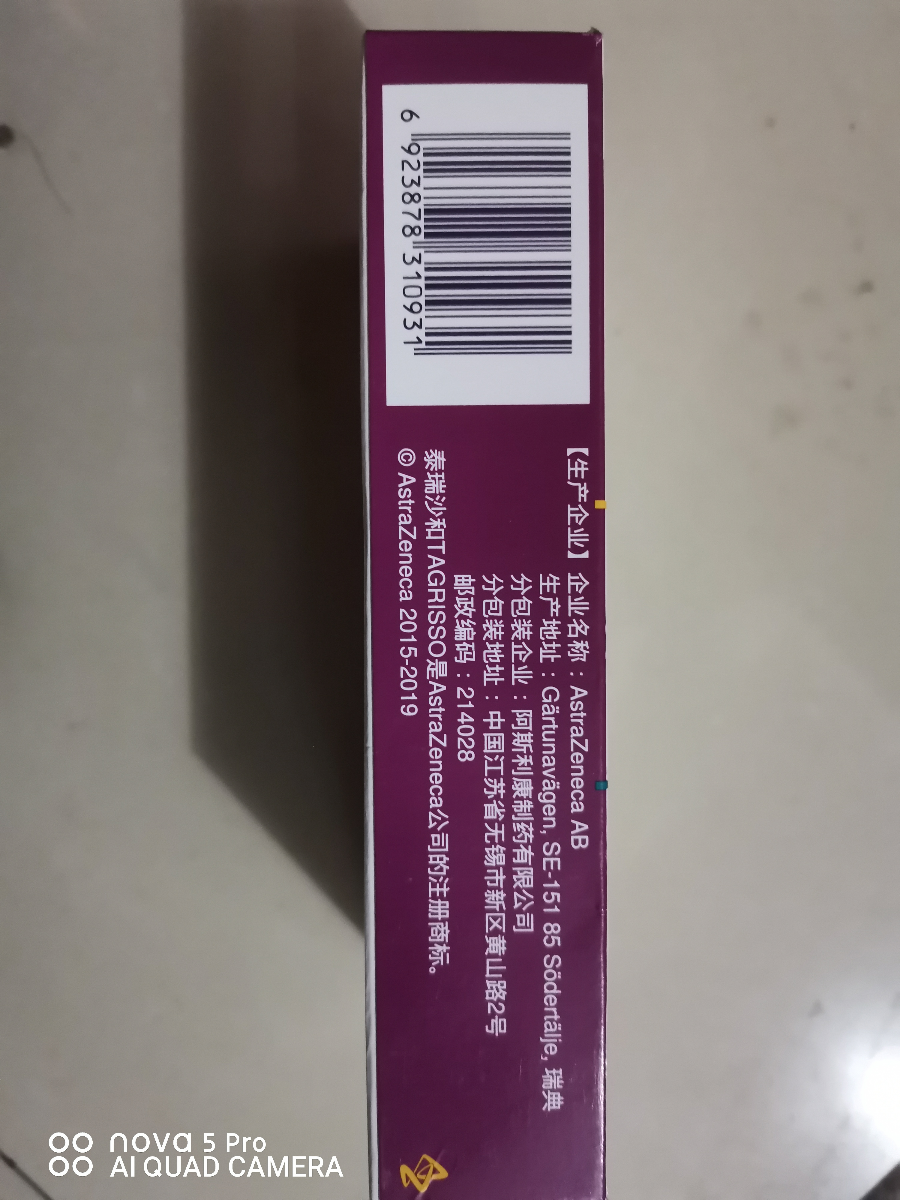 6 923878 310931
【生产企业】企业名称：AstraZeneca AB
生产地址：Gärtunavägen, SE-151 85 Södertälje, 瑞典
分包装企业：阿斯利康制药有限公司
分包装地址：中国江苏省无锡市新区黄山路2号
邮政编码：214028
泰瑞沙和TAGRISSO是AstraZeneca公司的注册商标。
© AstraZeneca 2015-2019
nova 5 Pro
AI QUAD CAMERA